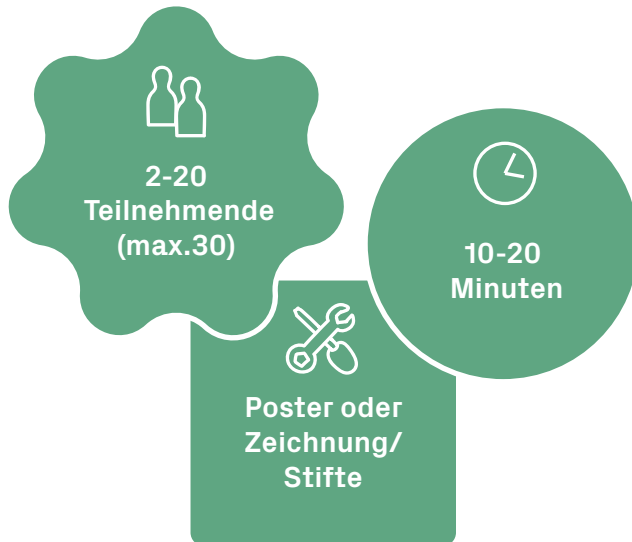 2-20
Teilnehmende
(max.30)
10-20
Minuten
Poster oder
Zeichnung/
Stifte